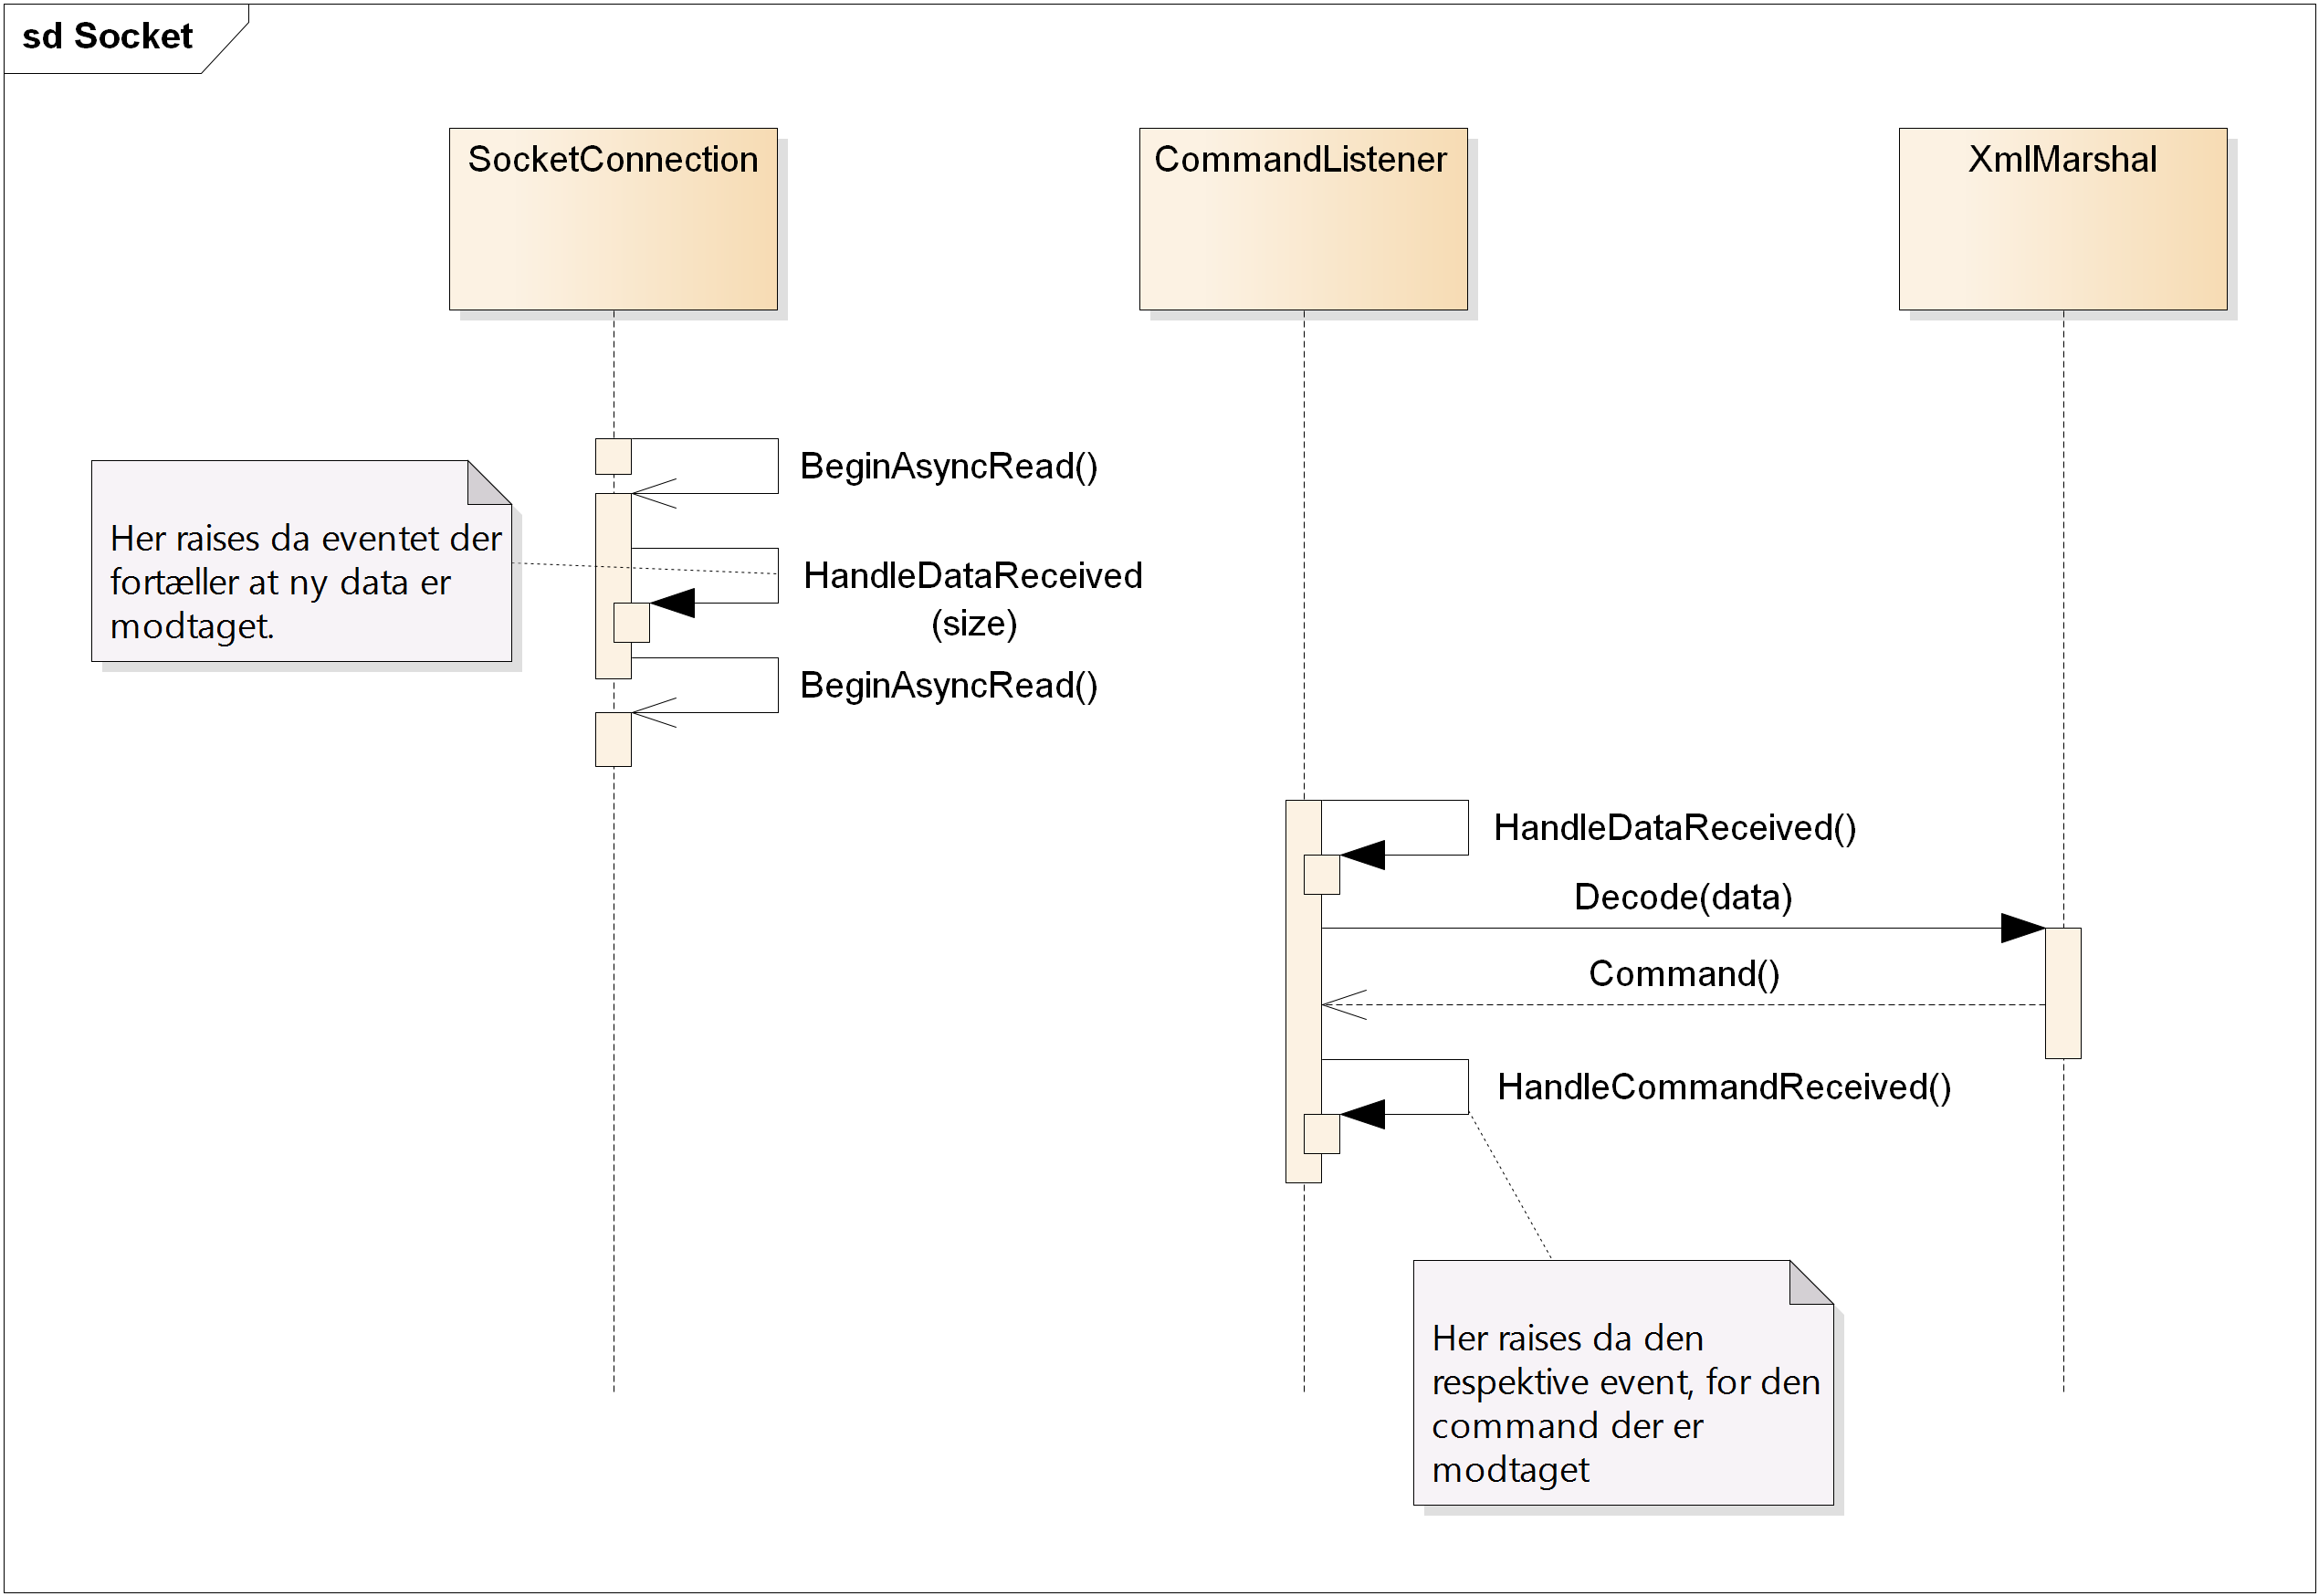 sd Socket
SocketConnection
CommandListener
XmlMarshal
BeginAsyncRead()
Her raises da eventet der
fortæller at ny data er
modtaget.
HandleDataReceived
(size)
BeginAsyncRead()
HandleDataReceived()
Decode(data)
Command()
HandleCommandReceived()
Her raises da den
respektive event, for den
command der er
modtaget